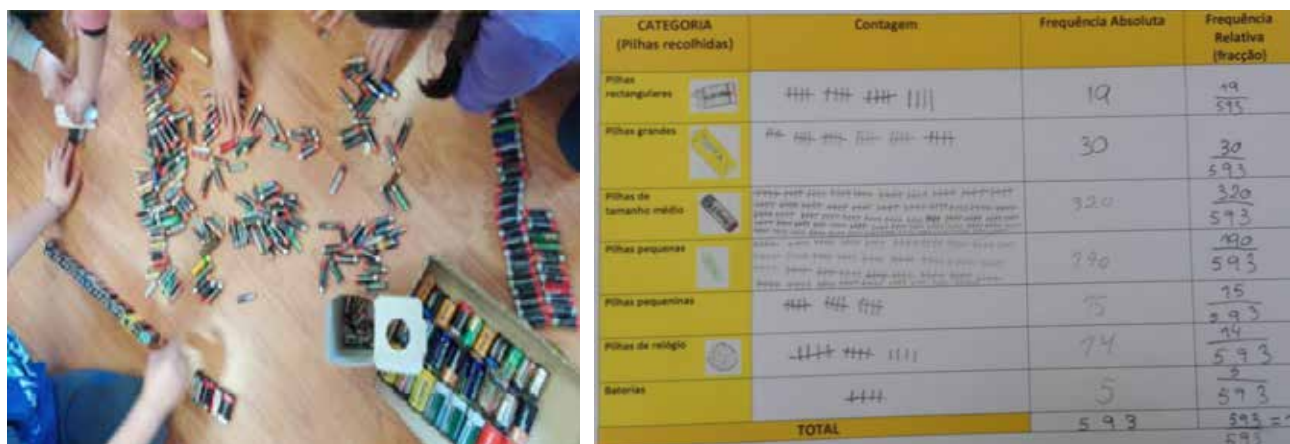 CATEGORIA
(Pilhas recolhidas)
Contagem
Frequência Absoluta
Frequência
Relativa
(fracção)
Pilhas
rectangulares
19
19
593
Pilhas grandes
30
30
593
Pilhas de
tamanho médio
320
320
593
Pilhas pequenas
190
190
593
Pilhas pequeninas
15
593
Pilhas de relógio
14
14
593
Baterias
5
5
593
TOTAL
593
593 =
593